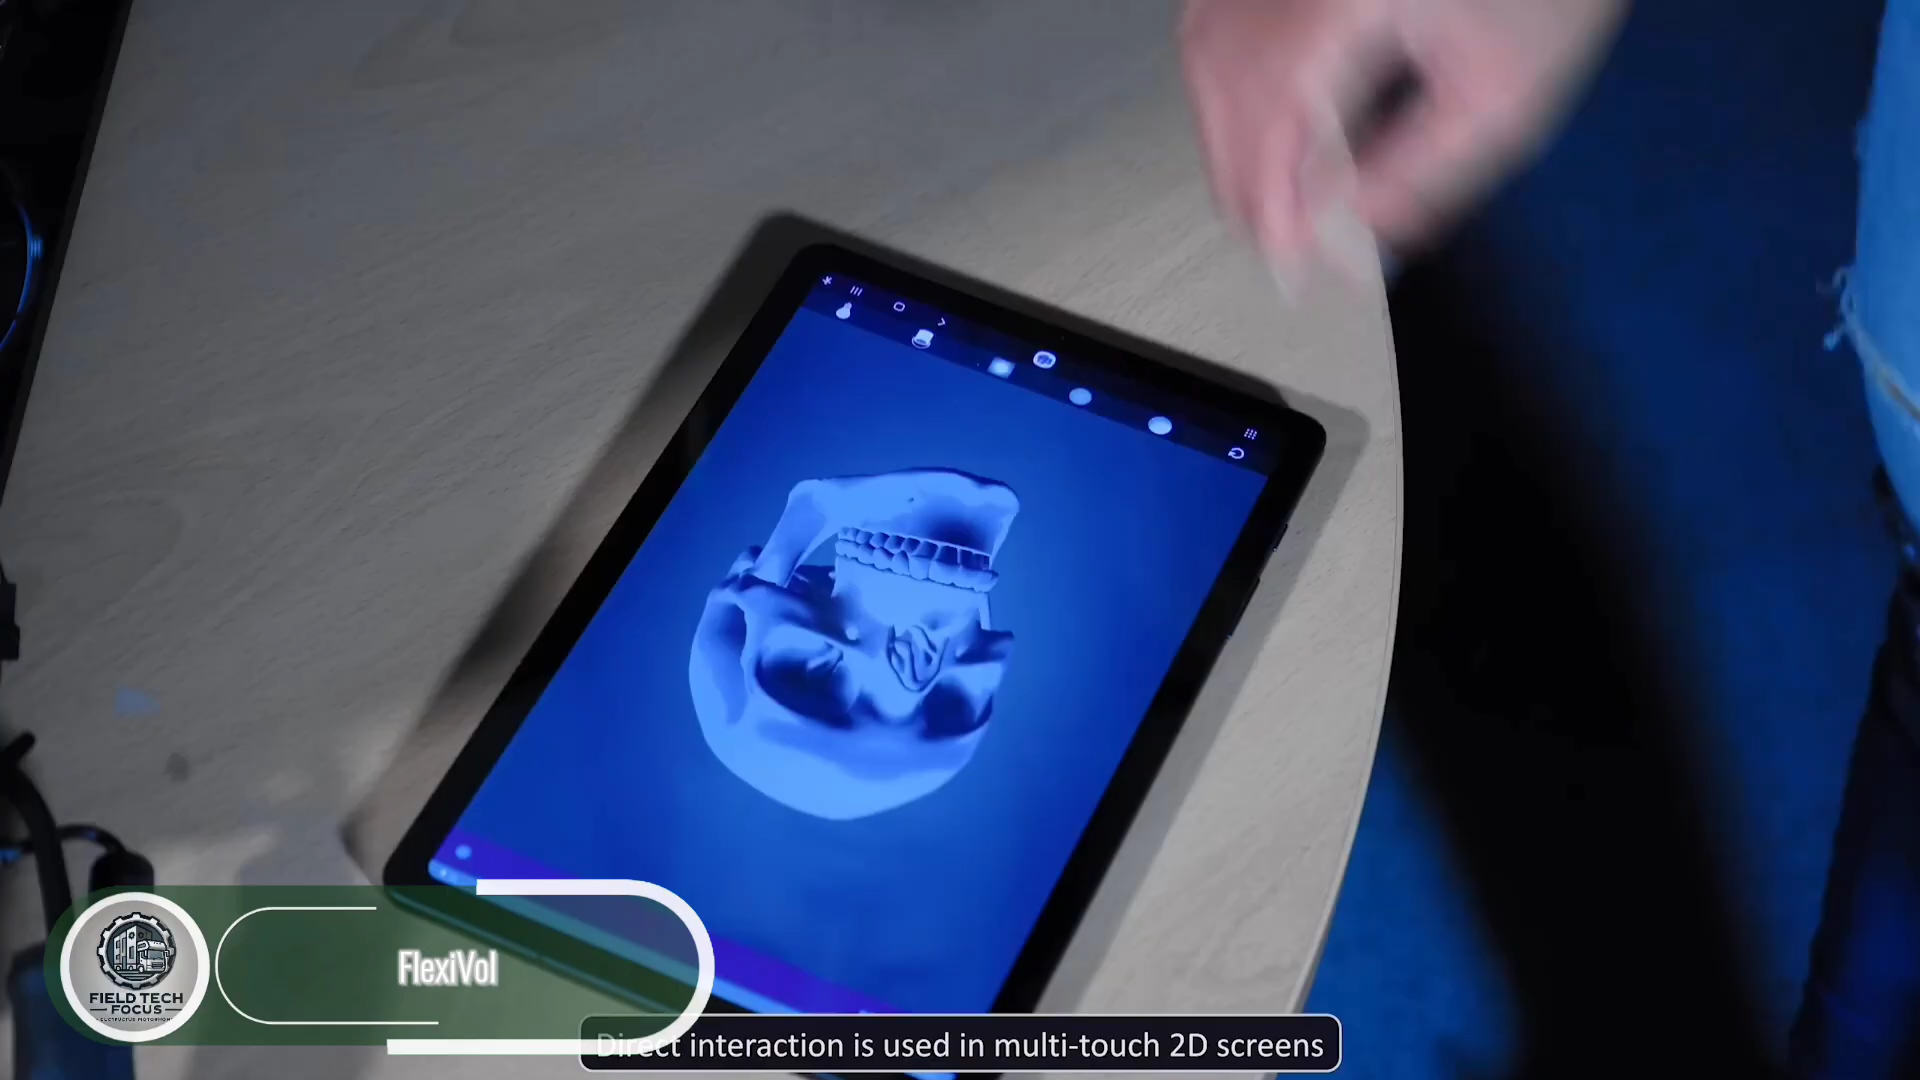 FlexiVol
FIELD TECH
FOCUS
Direct interaction is used in multi-touch 2D screens